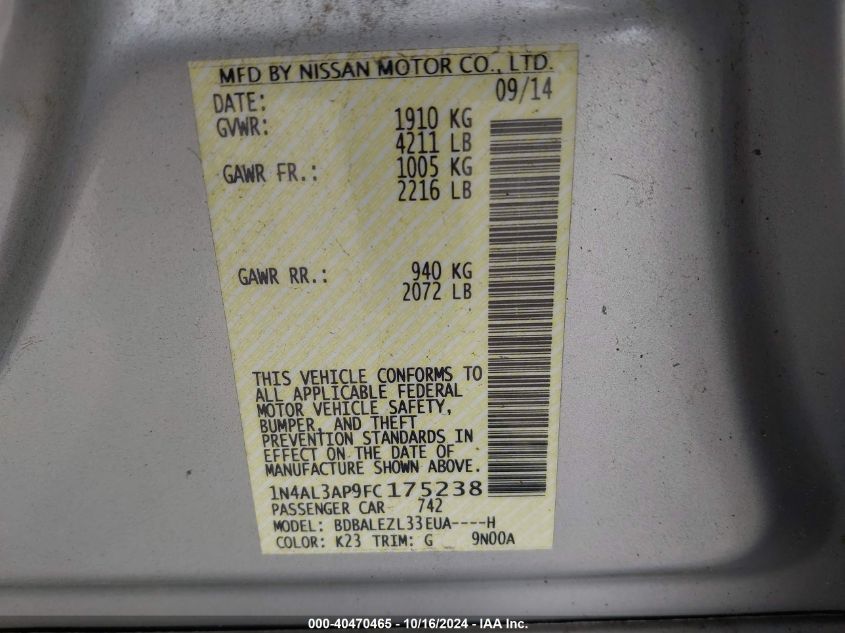 MFD BY NISSAN MOTOR CO., LTD.
DATE: 09/14
GVWR: 1910 KG
4211 LB
GAWR FR.: 1005 KG
2216 LB
GAWR RR.: 940 KG
2072 LB
THIS VEHICLE CONFORMS TO
ALL APPLICABLE FEDERAL
MOTOR VEHICLE SAFETY,
BUMPER, AND THEFT
PREVENTION STANDARDS IN
EFFECT ON THE DATE OF
MANUFACTURE SHOWN ABOVE.
1N4AL3AP9FC175238
PASSENGER CAR 742
MODEL: BDBALEZL33EUA----H
COLOR: K23 TRIM: G 9N00A
000-40470465 - 10/16/2024 - IAA Inc.